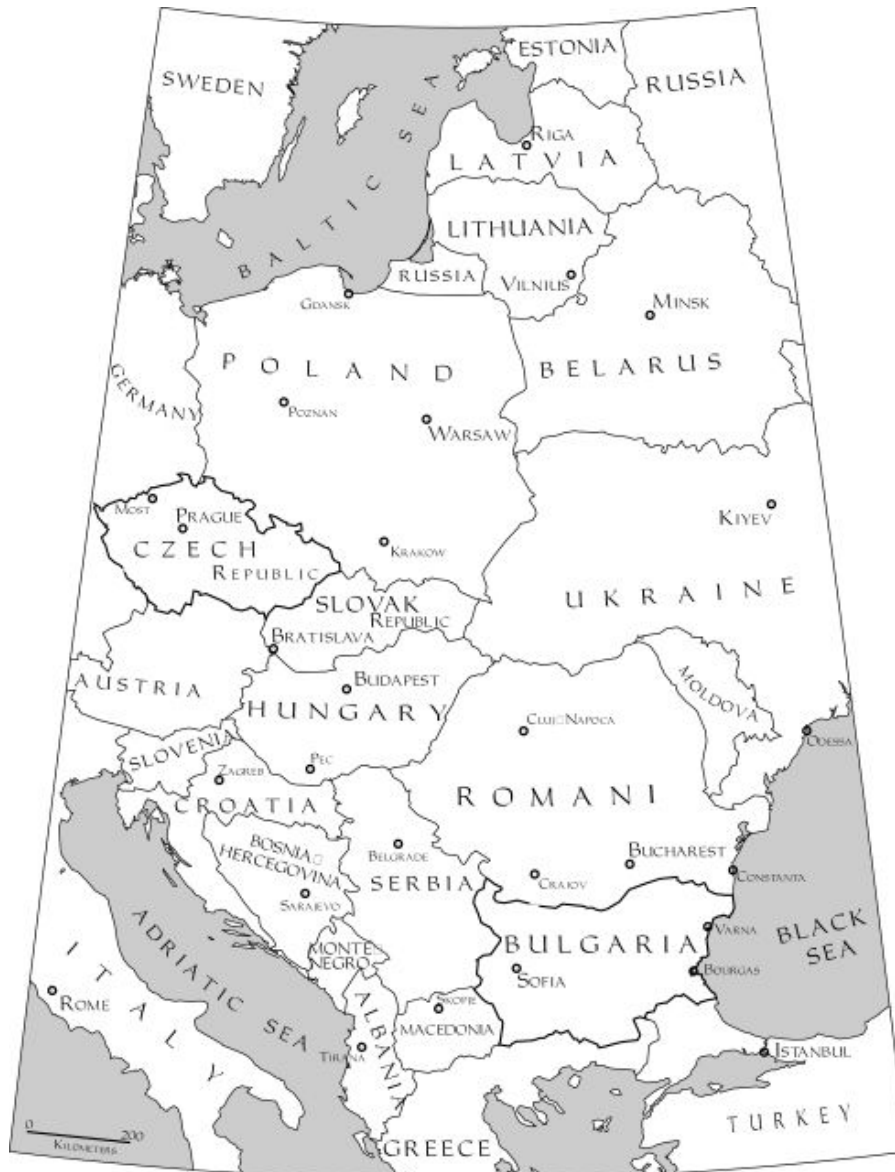 ESTONIA
SWEDEN
RUSSIA
BALTIC SEA
RIGA
LATVIA
LITHUANIA
RUSSIA
VILNIUS
GDANSK
MINSK
POLAND
BELARUS
GERMANY
POZNAN
WARSAW
MOST
PRAGUE
KIYEV
CZECH
REPUBLIC
KRAKOW
UKRAINE
SLOVAK
REPUBLIC
BRATISLAVA
AUSTRIA
BUDAPEST
HUNGARY
MOLDOVA
CLUJ□NAPOCA
SLOVENIA
ODESSA
PEC
ZAGREB
CROATIA
ROMANI
BOSNIA□
HERCEGOVINA
BELGRADE
BUCHAREST
SERBIA
CRAIOV
CONSTANTA
SARAJEVO
ADRIATIC SEA
VARNA
BLACK
SEA
MONTE□
NEGRO
BULGARIA
SOFIA
BOURGAS
ITALY
ROME
ALBANIA
SKOPJE
MACEDONIA
TIRANA
ISTANBUL
0 200
KILOMETERS
GREECE
TURKEY